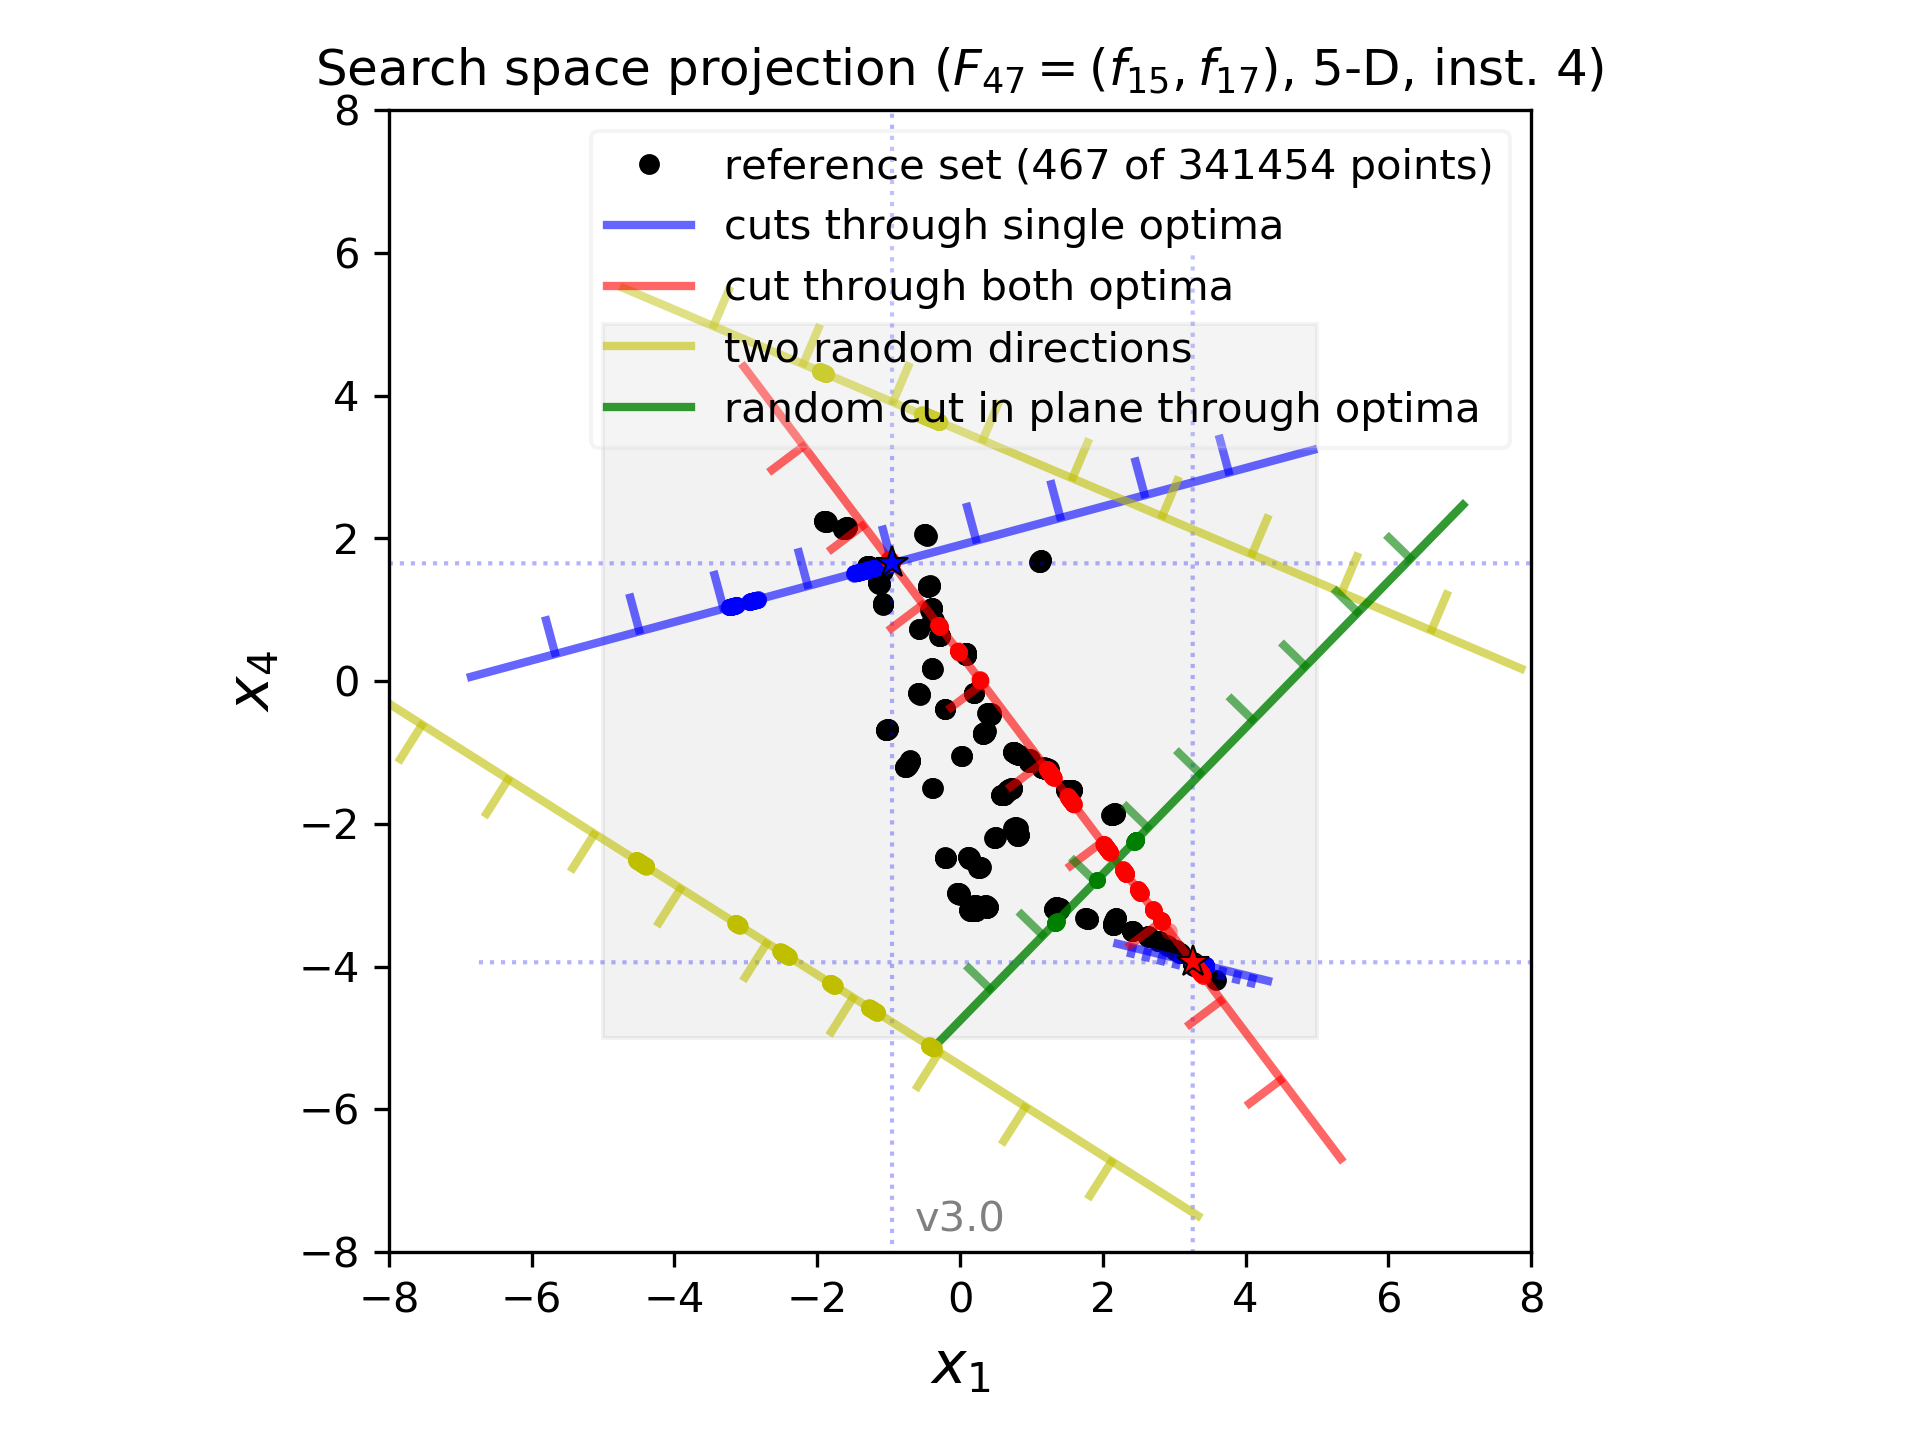 Search space projection (F47 = (f15, f17), 5-D, inst. 4)
8
reference set (467 of 341454 points)
cuts through single optima
6
cut through both optima
two random directions
4
random cut in plane through optima
2
x4
0
−2
−4
−6
v3.0
−8
−8 −6 −4 −2 0 2 4 6 8
x1